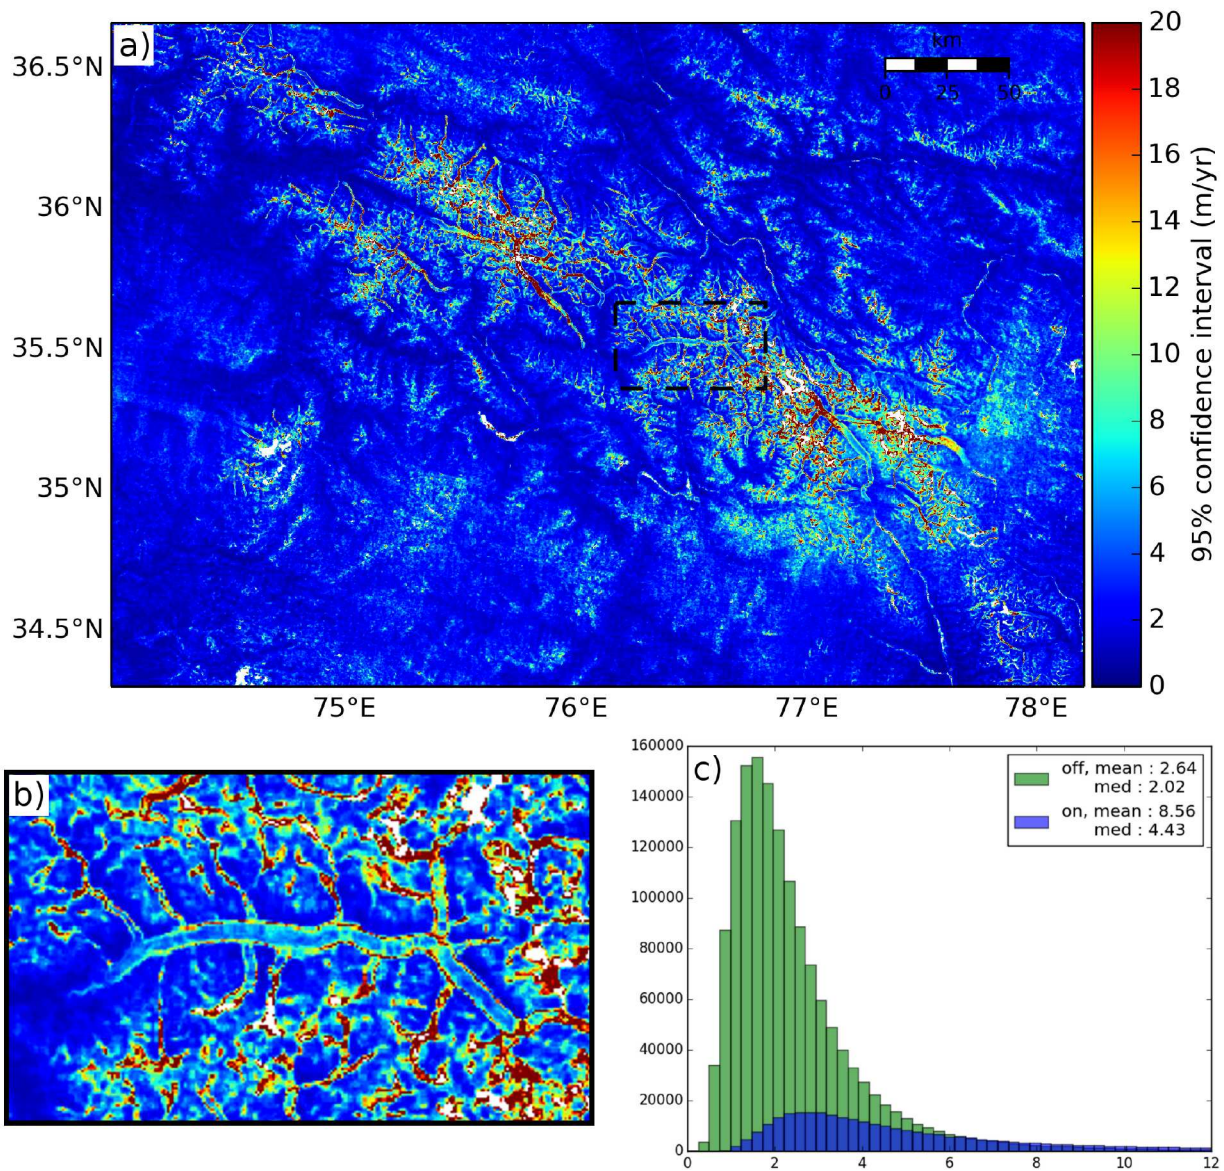 a)
km
0 25 50
36.5°N
36°N
35.5°N
35°N
34.5°N
75°E 76°E 77°E 78°E
20
18
16
14
12
10
8
6
4
2
0
95% confidence interval (m/yr)
b)
c)
160000
140000
120000
100000
80000
60000
40000
20000
0
off, mean : 2.64
med : 2.02
on, mean : 8.56
med : 4.43
0 2 4 6 8 10 12